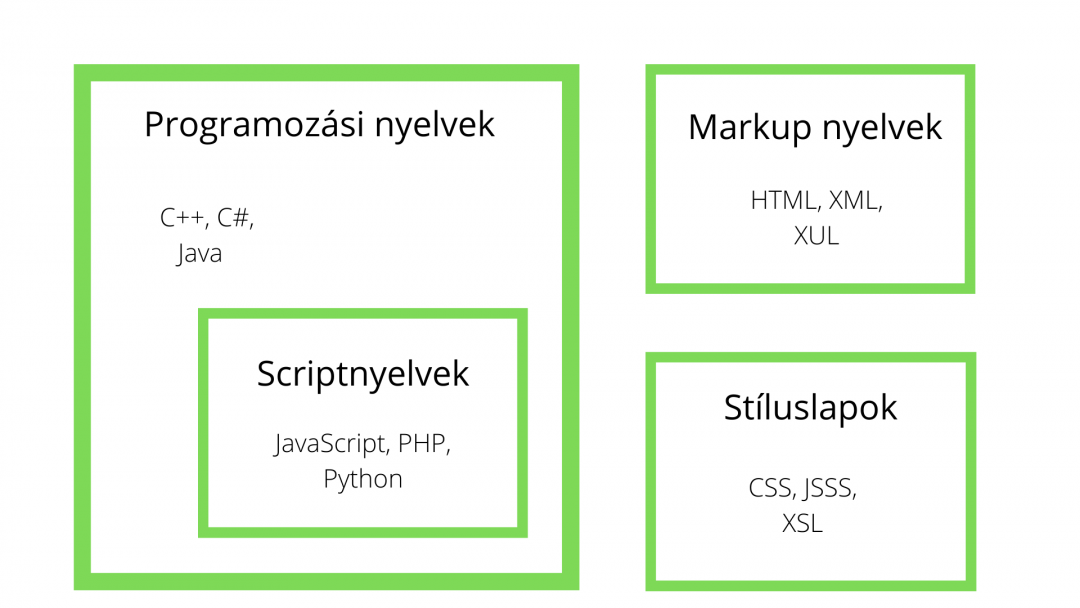 Programozási nyelvek
C++, C#,
Java
Scriptnyelvek
JavaScript, PHP,
Python
Markup nyelvek
HTML, XML,
XUL
Stíluslapok
CSS, JSSS,
XSL